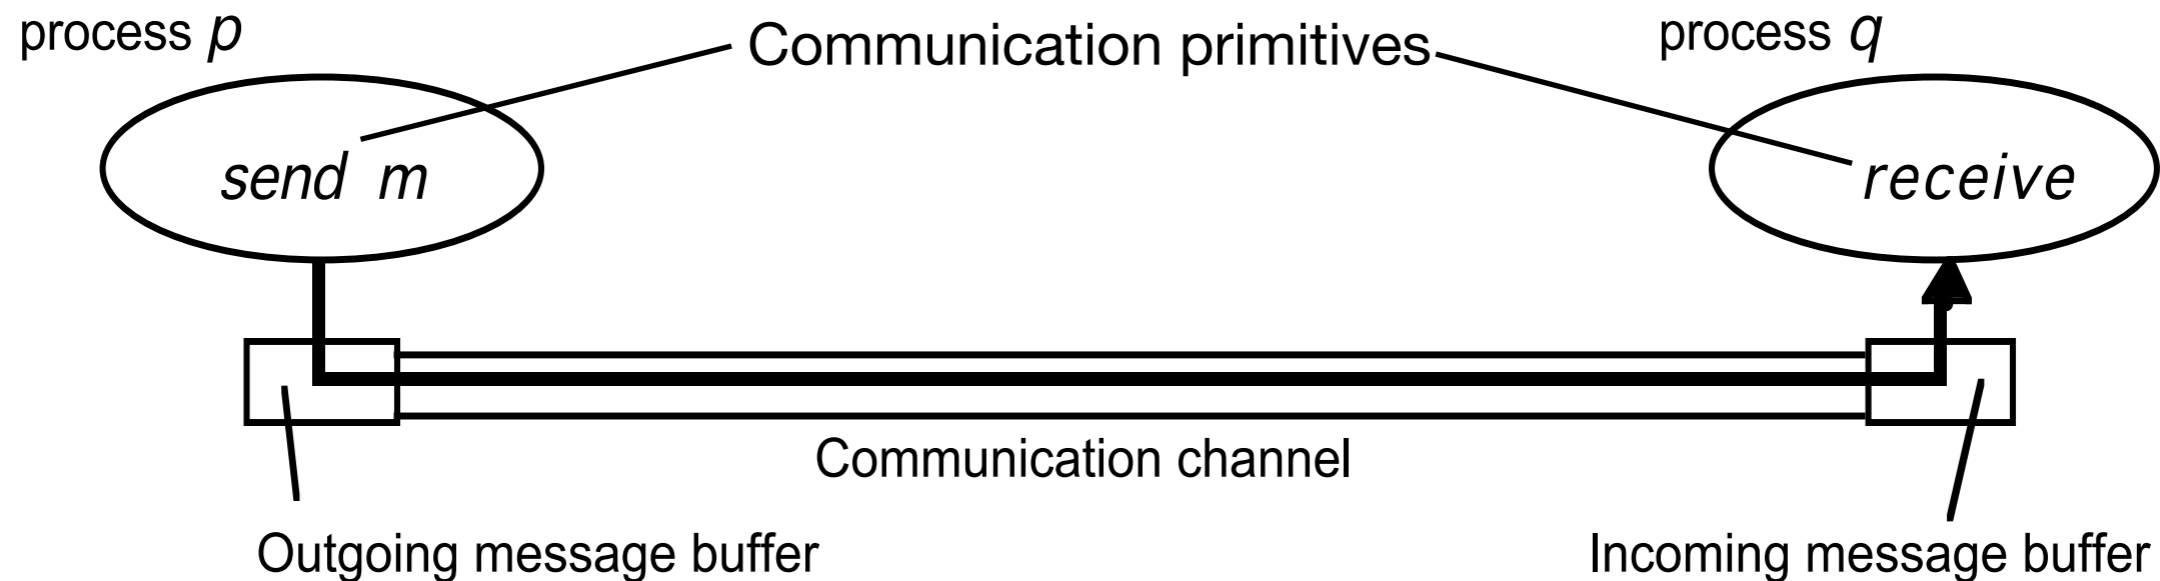 process p
Communication primitives
process q
send m
receive
Communication channel
Outgoing message buffer
Incoming message buffer